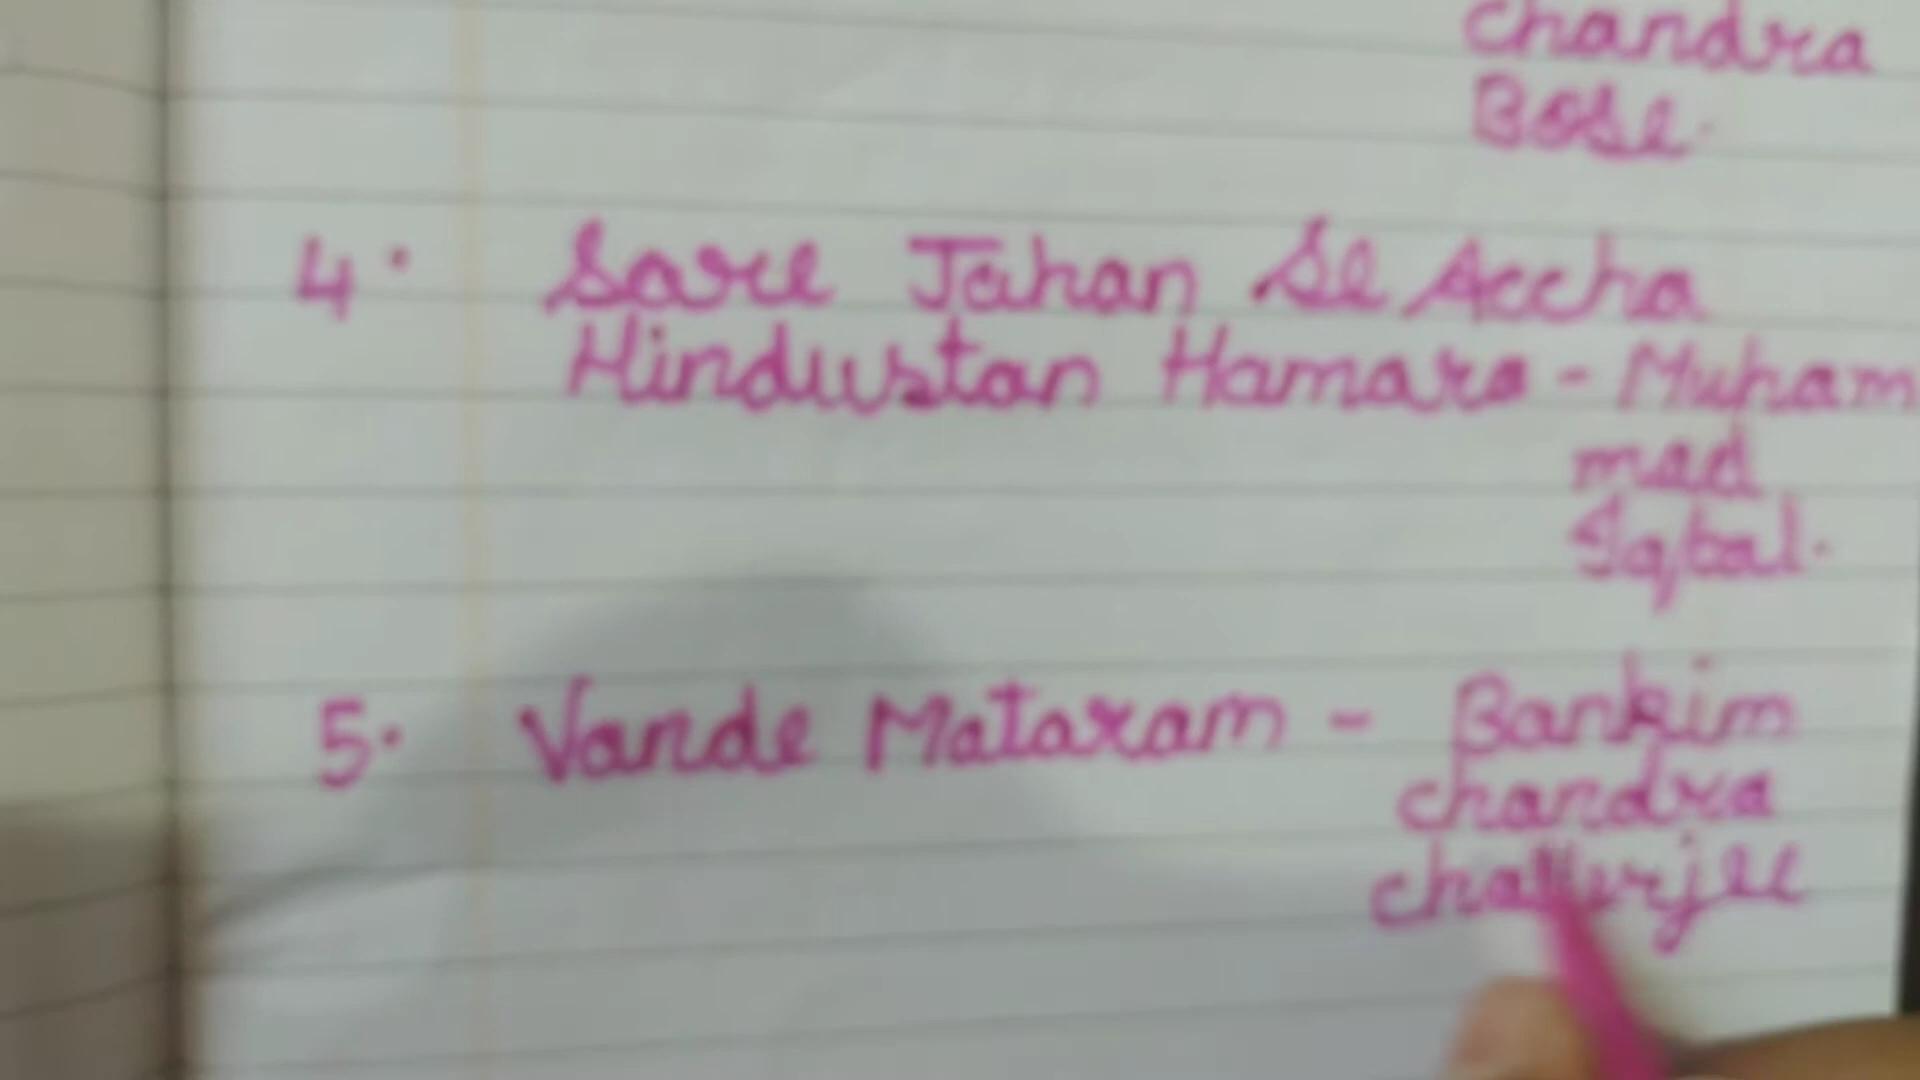 Chandra
Bose.
4. Sare Jahan Se Accha
Hindustan Hamara - Muham
mad
Iqbal.
5. Vande Mataram - Bankim
chandra
chatterjee